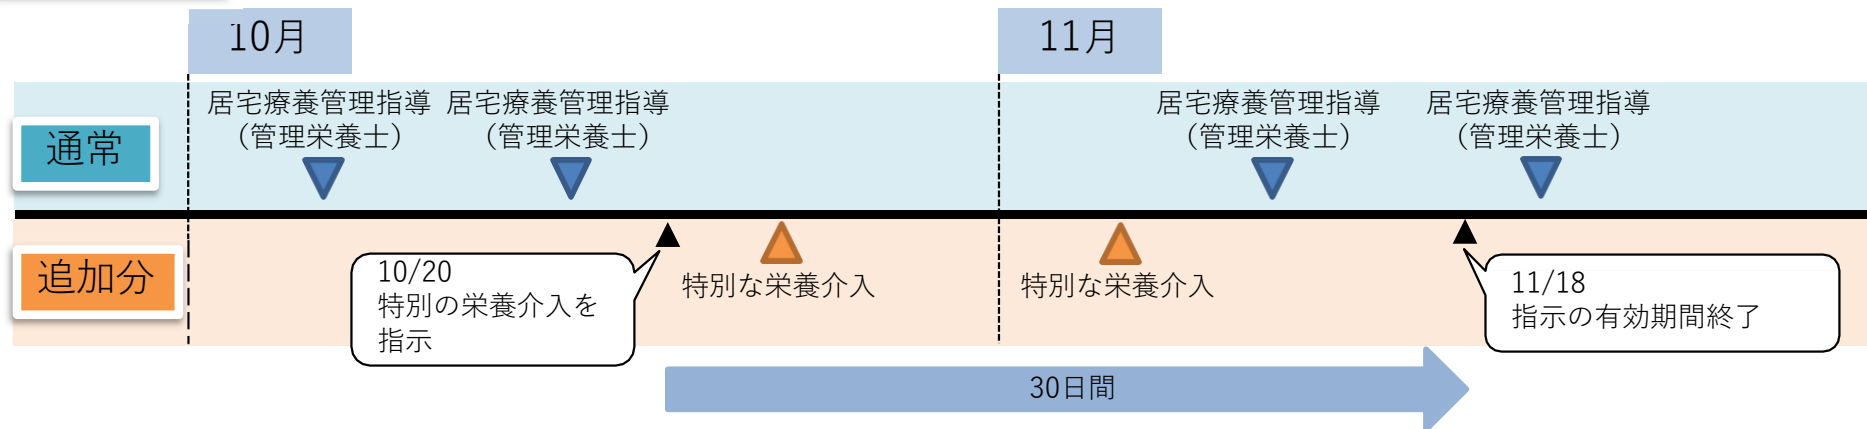 10月
11月
通常
居宅療養管理指導
（管理栄養士）
居宅療養管理指導
（管理栄養士）
居宅療養管理指導
（管理栄養士）
居宅療養管理指導
（管理栄養士）
追加分
10/20
特別の栄養介入を
指示
特別な栄養介入
特別な栄養介入
11/18
指示の有効期間終了
30日間